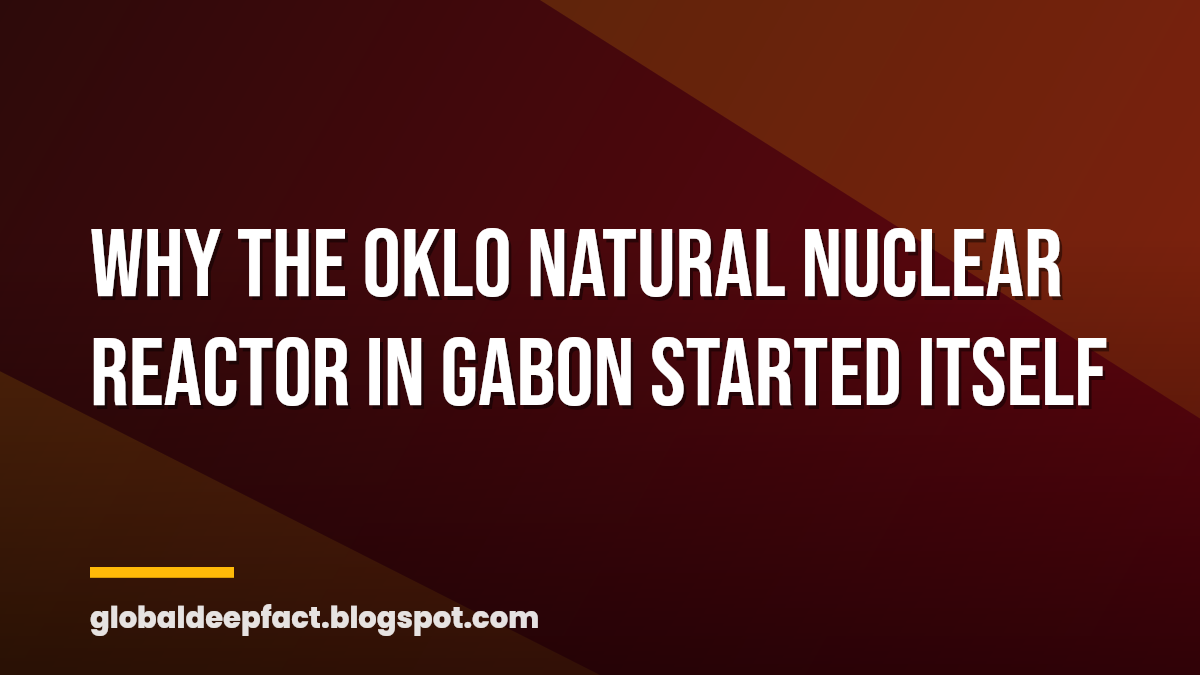 WHY THE OKLO NATURAL NUCLEAR
REACTOR IN GABON STARTED ITSELF
globaldeepfact.blogspot.com